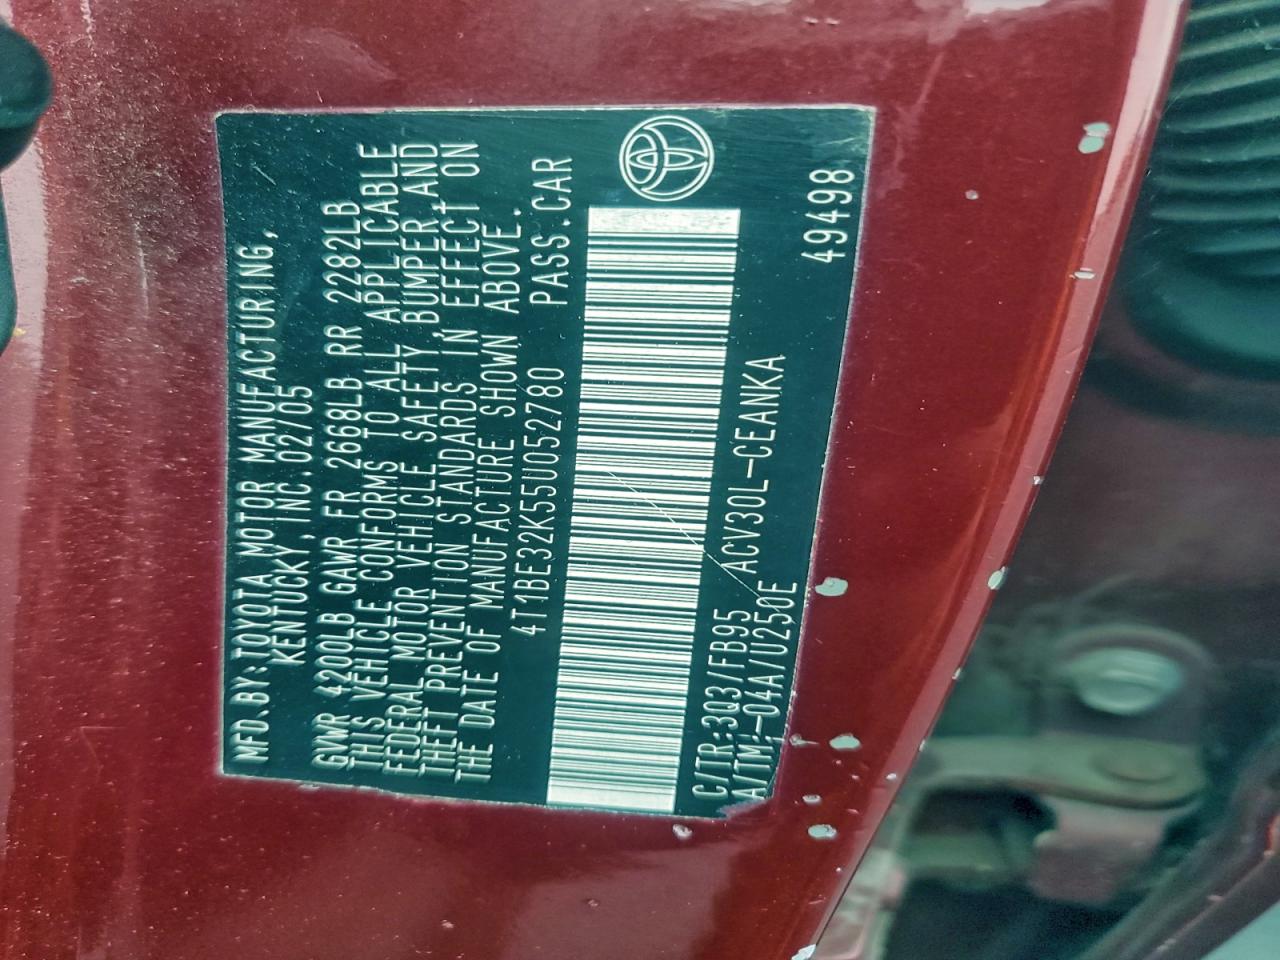 MFD.BY:TOYOTA MOTOR MANUFACTURING,
KENTUCKY,INC.02/05
GVWR 4200LB GAWR FR 2668LB RR 2282LB
THIS VEHICLE CONFORMS TO ALL APPLICABLE
FEDERAL MOTOR VEHICLE SAFETY,BUMPER,AND
THEFT PREVENTION STANDARDS IN EFFECT ON
THE DATE OF MANUFACTURE SHOWN ABOVE.
4T1BE32K55U052780 PASS.CAR
C/TR:3Q3/FB95 ACV30L-CEANKA
A/TM:-04A/U250E 49498